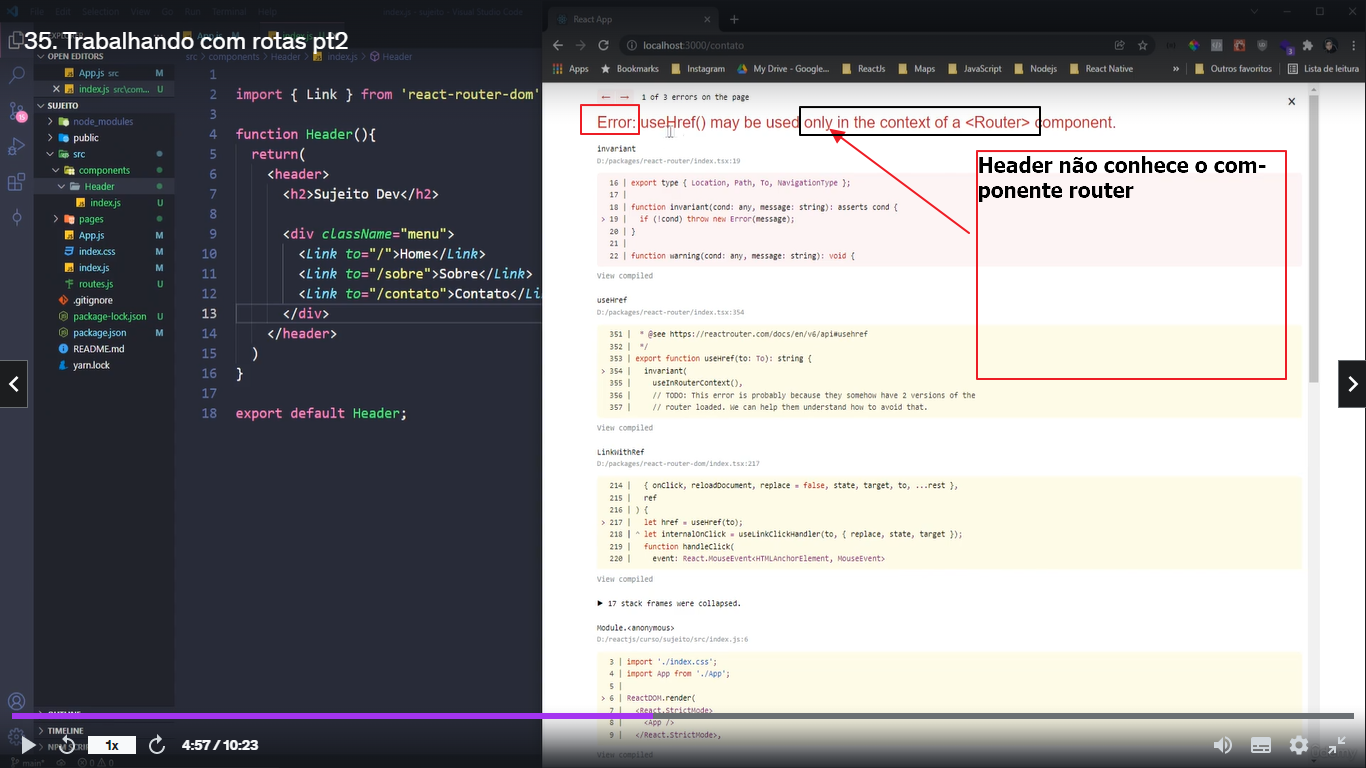 35. Trabalhando com rotas pt2
File Edit Selection View Go Run Terminal Help
index.js - sujeito - Visual Studio Code
OPEN EDITORS
App.js src M
index.js src\com... U
SUJEITO
node_modules
public
src
components
Header
index.js U
pages
App.js M
index.css M
index.js M
routes.js U
.gitignore
package-lock.json U
package.json M
README.md
yarn.lock
OUTLINE
TIMELINE
src > components > Header > index.js > Header
1
2 import { Link } from 'react-router-dom'
3
4 function Header(){
5 return(
6 <header>
7 <h2>Sujeito Dev</h2>
8
9 <div className="menu">
10 <Link to="/">Home</Link>
11 <Link to="/sobre">Sobre</Link>
12 <Link to="/contato">Contato</Li
13 </div>
14 </header>
15 )
16 }
17
18 export default Header;
React App
localhost:3000/contato
Apps Bookmarks Instagram My Drive - Google... ReactJs Maps JavaScript Nodejs React Native » Outros favoritos Lista de leitura
← → 1 of 3 errors on the page
Error: useHref() may be used only in the context of a <Router> component.
Header não conhece o com-
ponente router
invariant
D:/packages/react-router/index.tsx:19
16 | export type { Location, Path, To, NavigationType };
17 |
18 | function invariant(cond: any, message: string): asserts cond {
> 19 | if (!cond) throw new Error(message);
20 | }
21 |
22 | function warning(cond: any, message: string): void {
View compiled
useHref
D:/packages/react-router/index.tsx:354
351 | * @see https://reactrouter.com/docs/en/v6/api#usehref
352 | */
353 | export function useHref(to: To): string {
> 354 | invariant(
355 | useInRouterContext(),
356 | // TODO: This error is probably because they somehow have 2 versions of the
357 | // router loaded. We can help them understand how to avoid that.
View compiled
LinkWithRef
D:/packages/react-router-dom/index.tsx:217
214 | { onClick, reloadDocument, replace = false, state, target, to, ...rest },
215 | ref
216 | ) {
> 217 | let href = useHref(to);
218 | ^ let internalOnClick = useLinkClickHandler(to, { replace, state, target });
219 | function handleClick(
220 | event: React.MouseEvent<HTMLAnchorElement, MouseEvent>
View compiled
▶ 17 stack frames were collapsed.
Module.<anonymous>
D:/reactjs/curso/sujeito/src/index.js:6
3 | import './index.css';
4 | import App from './App';
5 |
> 6 | ReactDOM.render(
7 | <React.StrictMode>
8 | <App />
9 | </React.StrictMode>,
View compiled
1x 4:57 / 10:23
main*